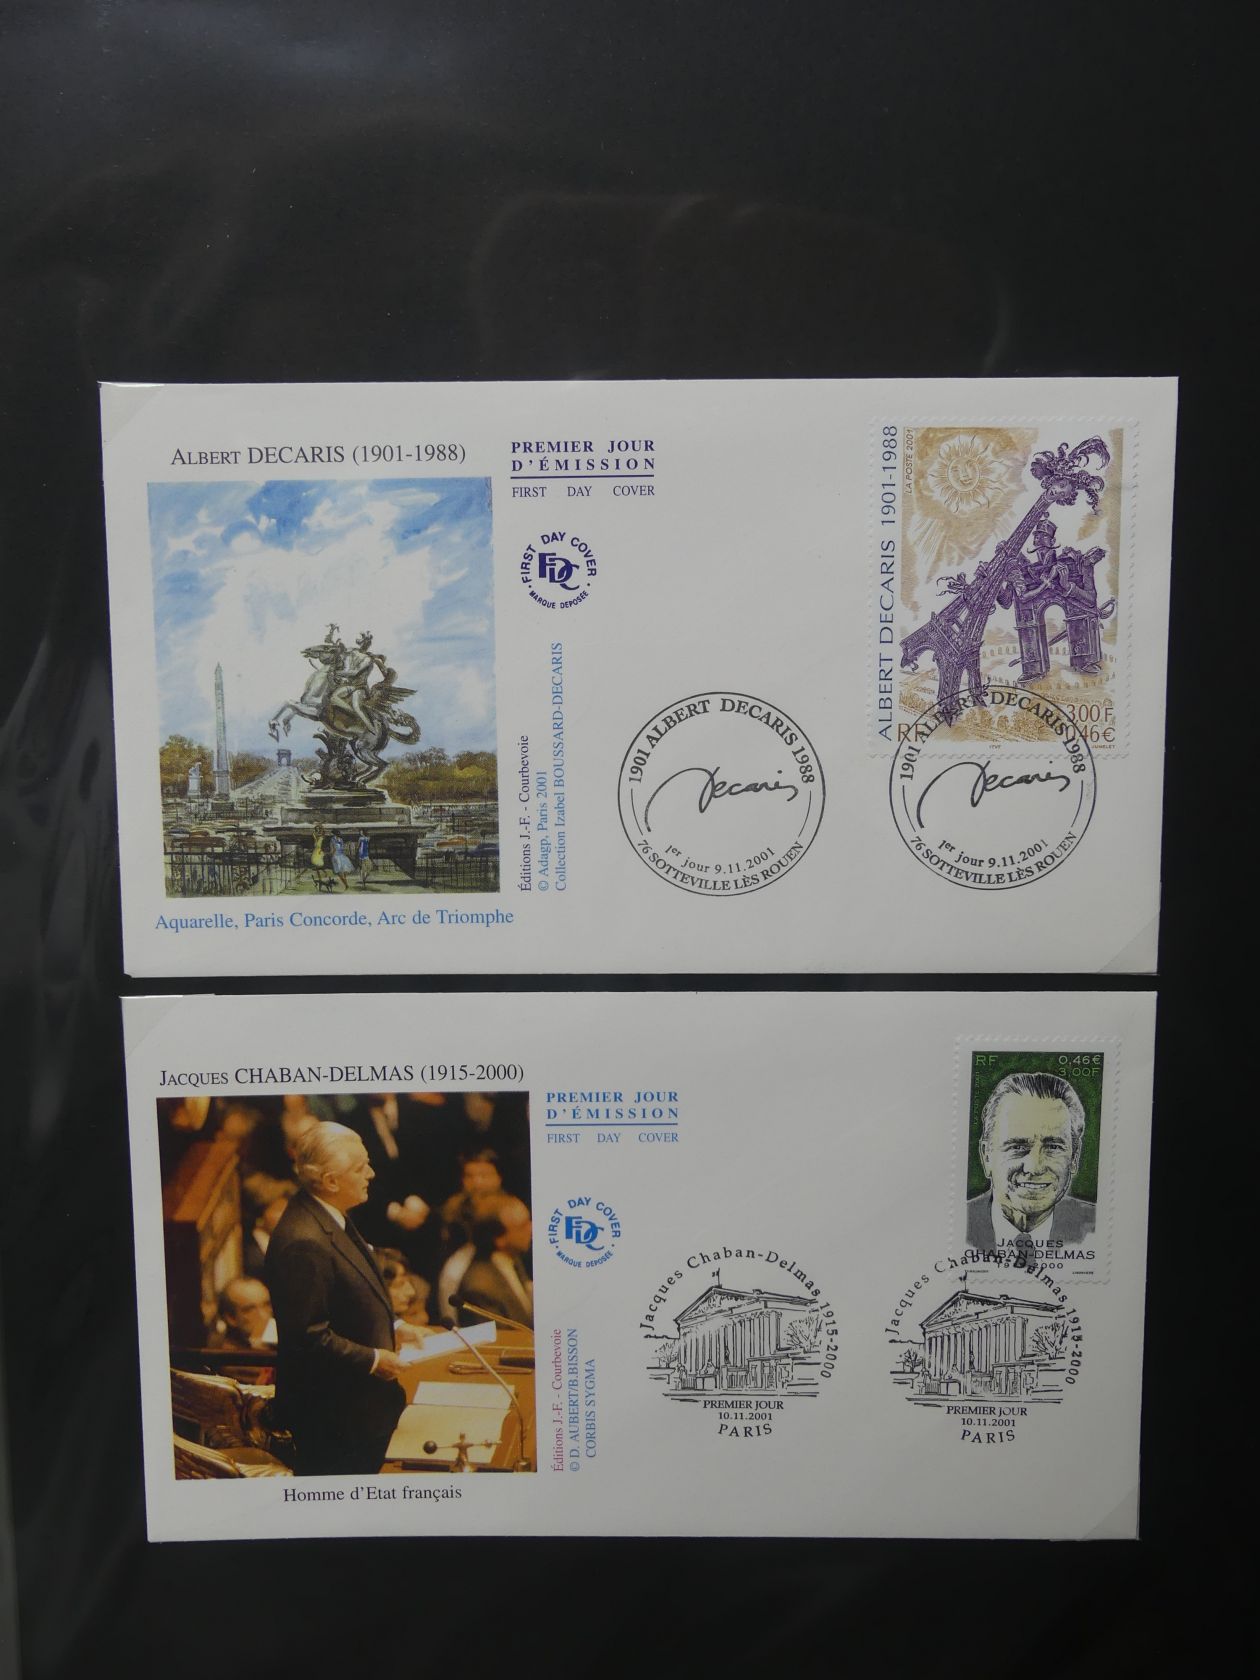 ALBERT DECARIS (1901-1988)
PREMIER JOUR
D'ÉMISSION
FIRST DAY COVER
FIRST DAY COVER
FDC
MARQUE DEPOSEE
Éditions J.-F. - Courbevoie
© Adagp, Paris 2001
Collection Izabel BOUSSARD-DECARIS
Aquarelle, Paris Concorde, Arc de Triomphe
ALBERT DECARIS 1901-1988
LA POSTE 2001
RF
3,00F
0,46€
ITVF
JUMELET
1901 ALBERT DECARIS 1988
Decaris
1er jour 9.11.2001
76 SOTTEVILLE LÈS ROUEN
1901 ALBERT DECARIS 1988
Decaris
1er jour 9.11.2001
76 SOTTEVILLE LÈS ROUEN
JACQUES CHABAN-DELMAS (1915-2000)
PREMIER JOUR
D'ÉMISSION
FIRST DAY COVER
FIRST DAY COVER
FDC
MARQUE DEPOSEE
Éditions J.-F. - Courbevoie
© D. AUBERT/B.BISSON
CORBIS SYGMA
Homme d'Etat français
RF
0,46€
3,00F
JACQUES
CHABAN-DELMAS
1915-2000
Jacques Chaban-Delmas 1915-2000
PREMIER JOUR
10.11.2001
PARIS
Jacques Chaban-Delmas 1915-2000
PREMIER JOUR
10.11.2001
PARIS